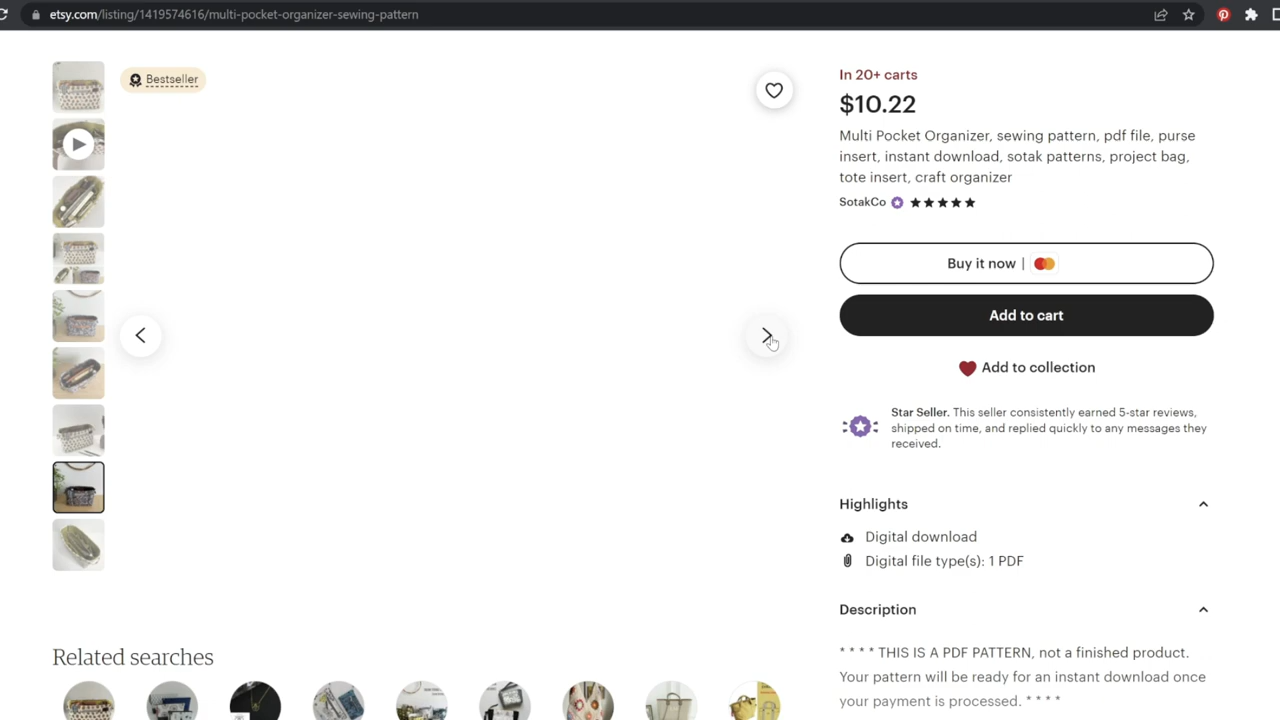 etsy.com/listing/1419574616/multi-pocket-organizer-sewing-pattern
Bestseller
In 20+ carts
$10.22
Multi Pocket Organizer, sewing pattern, pdf file, purse
insert, instant download, sotak patterns, project bag,
tote insert, craft organizer
SotakCo
Buy it now |
Add to cart
Add to collection
Star Seller. This seller consistently earned 5-star reviews,
shipped on time, and replied quickly to any messages they
received.
Highlights
Digital download
Digital file type(s): 1 PDF
Description
* * * * THIS IS A PDF PATTERN, not a finished product.
Your pattern will be ready for an instant download once
your payment is processed. * * * *
Related searches